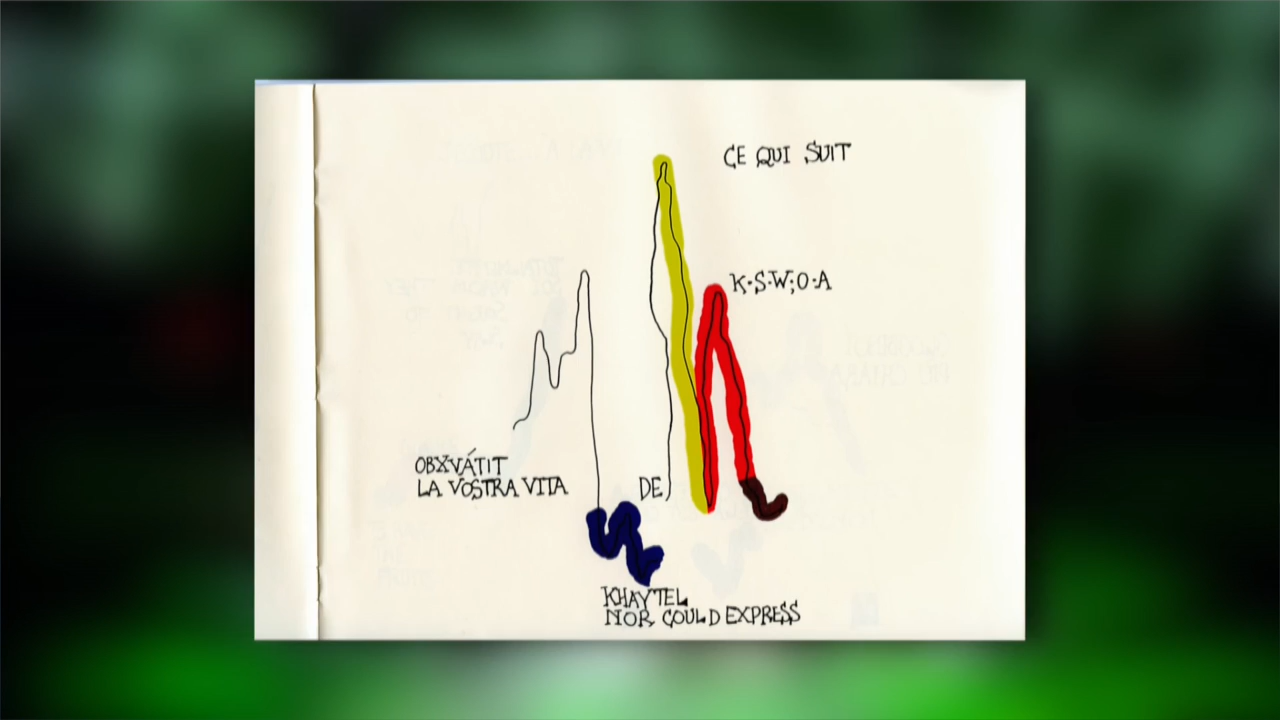 CE QUI SUIT
K·S·W;O·A
OBXVÁTIT
LA VOSTRA VITA
DE
KHAYTEL
NOR COULD EXPRESS